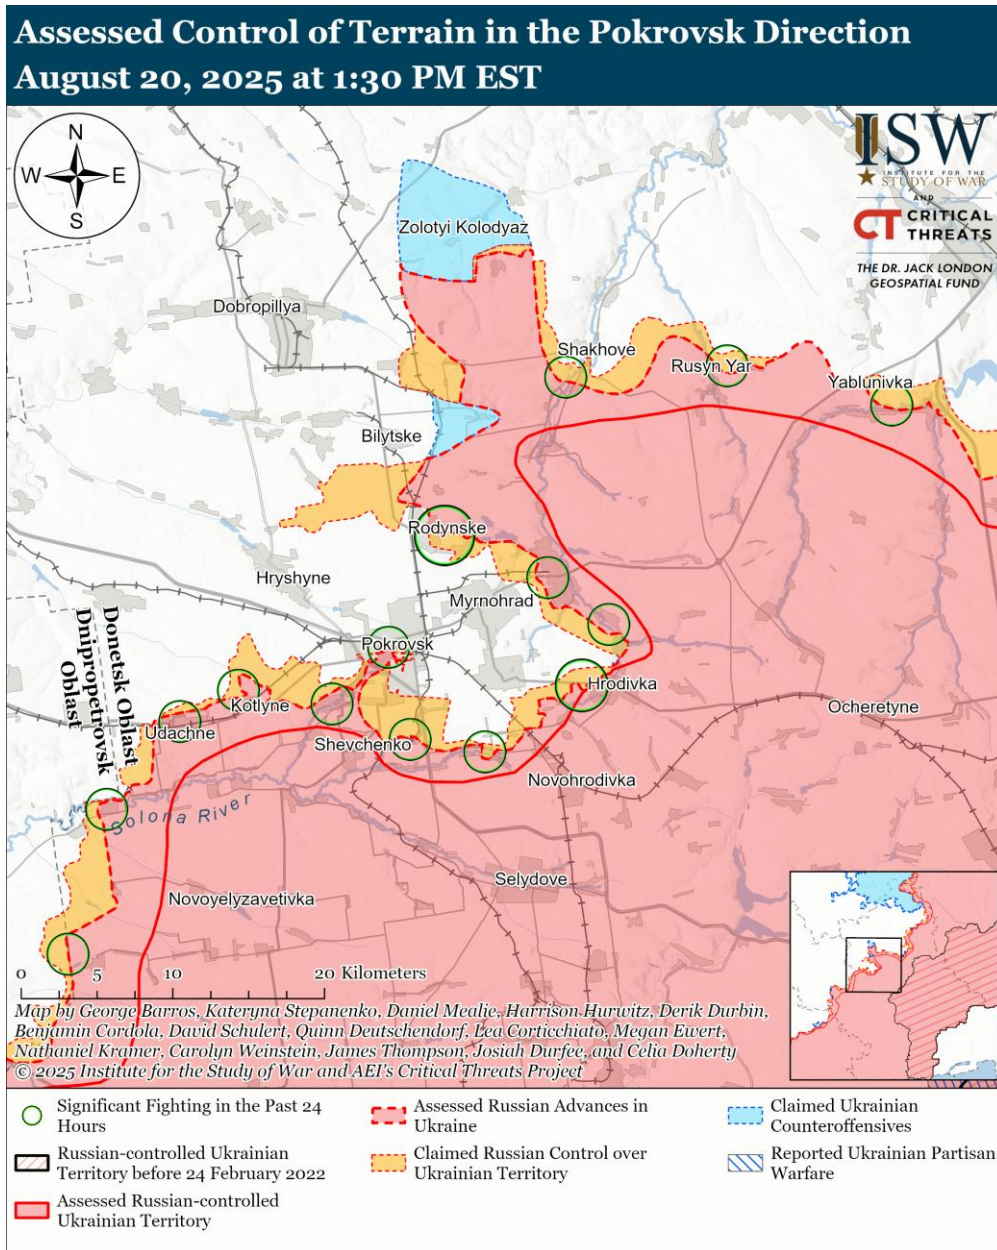 Assessed Control of Terrain in the Pokrovsk Direction
August 20, 2025 at 1:30 PM EST
N
W
E
S
ISW
INSTITUTE FOR THE
STUDY OF WAR
AND
CT CRITICAL
THREATS
THE DR. JACK LONDON
GEOSPATIAL FUND
Zolotyi Kolodyaz
Dobropillya
Shakhove
Rusyn Yar
Yablunivka
Bilytske
Rodynske
Hryshyne
Myrnohrad
Pokrovsk
Donetsk Oblast
Dnipropetrovsk
Oblast
Hrodivka
Kotlyne
Ocheretyne
Udachne
Shevchenko
Novohrodivka
Solona River
Selydove
Novoyelyzavetivka
0 5 10 20 Kilometers
Map by George Barros, Kateryna Stepanenko, Daniel Mealie, Harrison Hurwitz, Derik Durbin,
Benjamin Cordola, David Schulert, Quinn Deutschendorf, Lea Corticchiato, Megan Ewert,
Nathaniel Kramer, Carolyn Weinstein, James Thompson, Josiah Durfee, and Celia Doherty
© 2025 Institute for the Study of War and AEI's Critical Threats Project
Significant Fighting in the Past 24
Hours
Russian-controlled Ukrainian
Territory before 24 February 2022
Assessed Russian-controlled
Ukrainian Territory
Assessed Russian Advances in
Ukraine
Claimed Russian Control over
Ukrainian Territory
Claimed Ukrainian
Counteroffensives
Reported Ukrainian Partisan
Warfare